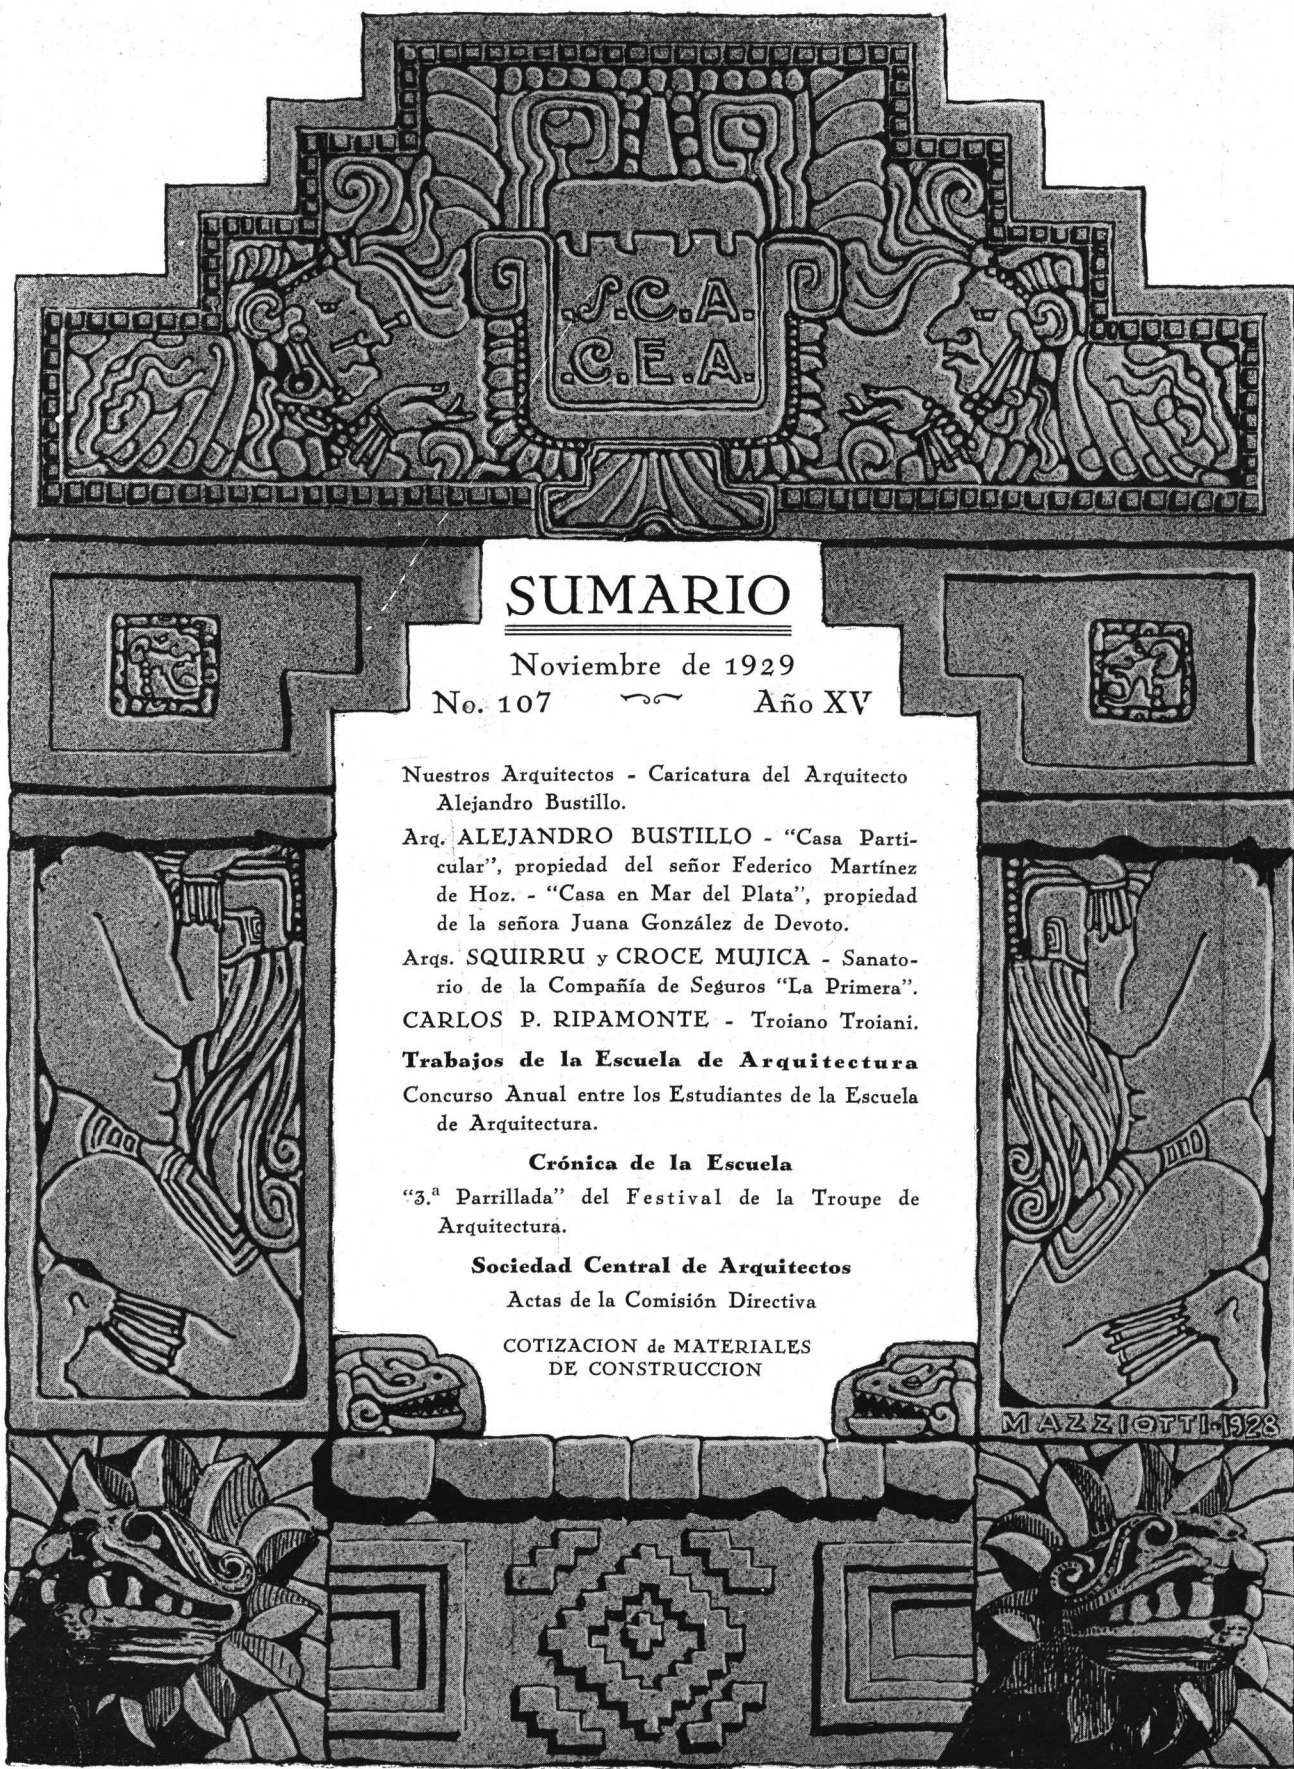 .S.C.A.
.C.E.A.
SUMARIO
Noviembre de 1929
No. 107 Año XV
Nuestros Arquitectos - Caricatura del Arquitecto
Alejandro Bustillo.
Arq. ALEJANDRO BUSTILLO - “Casa Parti-
cular”, propiedad del señor Federico Martínez
de Hoz. - “Casa en Mar del Plata”, propiedad
de la señora Juana González de Devoto.
Arqs. SQUIRRU y CROCE MUJICA - Sanato-
rio de la Compañía de Seguros “La Primera”.
CARLOS P. RIPAMONTE - Troiano Troiani.
Trabajos de la Escuela de Arquitectura
Concurso Anual entre los Estudiantes de la Escuela
de Arquitectura.
Crónica de la Escuela
“3.ª Parrillada” del Festival de la Troupe de
Arquitectura.
Sociedad Central de Arquitectos
Actas de la Comisión Directiva
COTIZACION de MATERIALES
DE CONSTRUCCION
MAZZIOTTI-1928